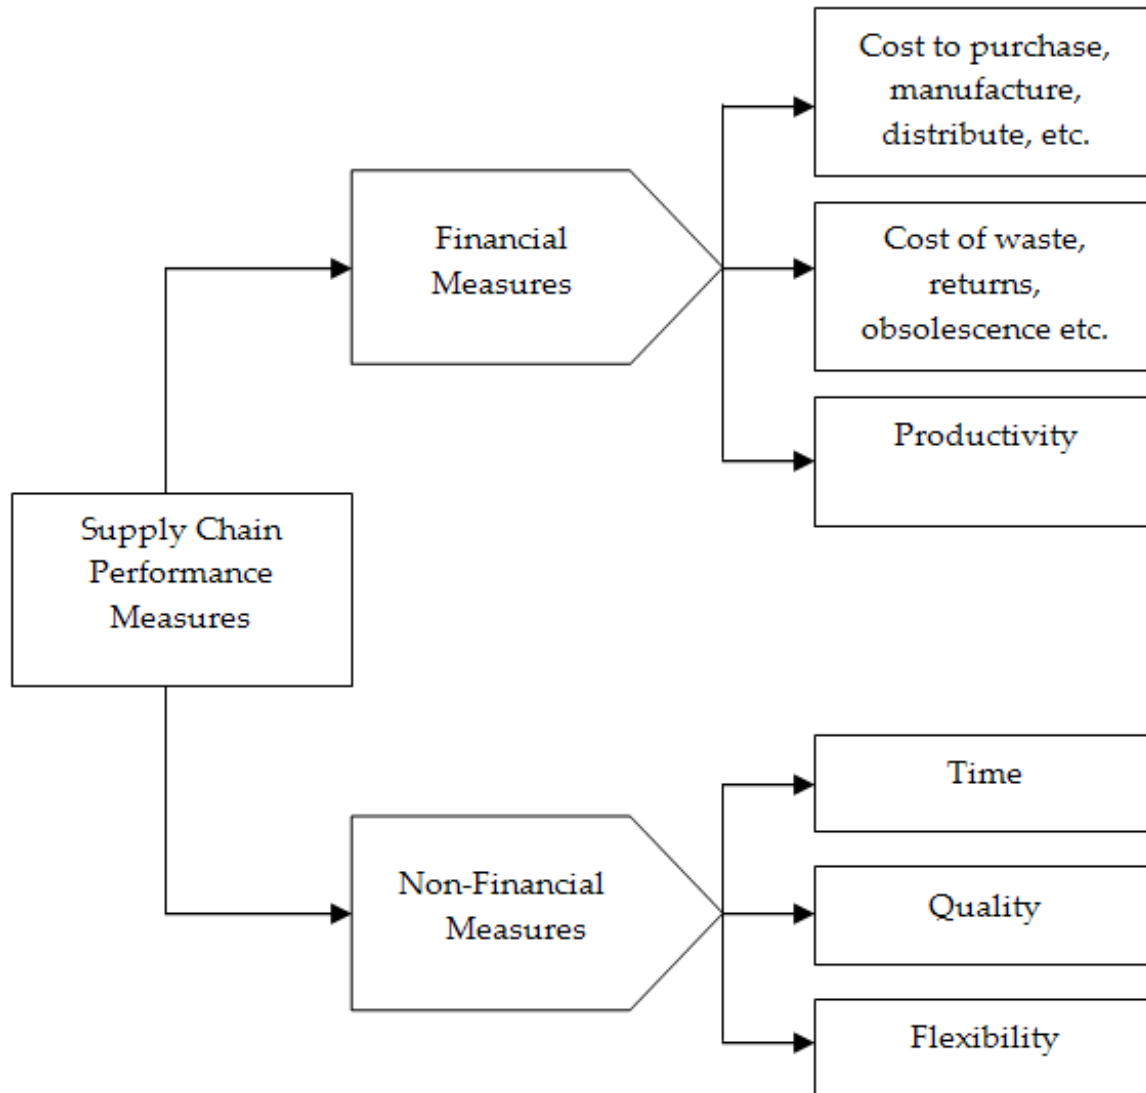 Cost to purchase,
manufacture,
distribute, etc.
Financial
Measures
Cost of waste,
returns,
obsolescence etc.
Productivity
Supply Chain
Performance
Measures
Time
Non-Financial
Measures
Quality
Flexibility